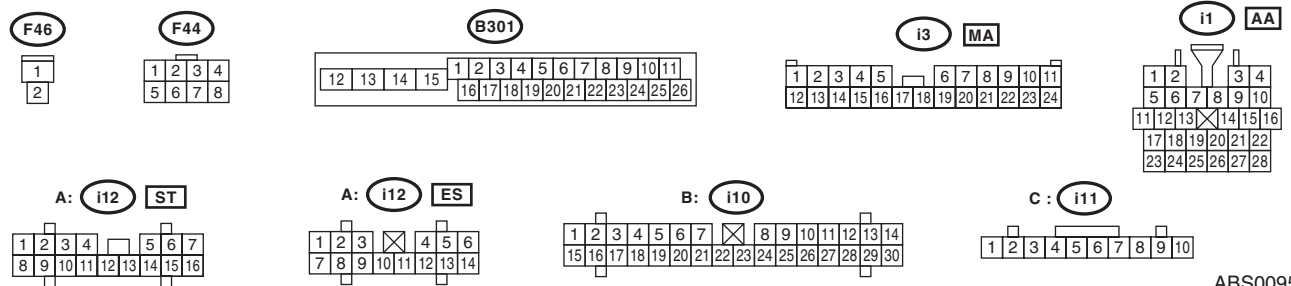 F46 F44 B301 i3 MA i1 AA
1
2
1 2 3 4
5 6 7 8
1 2 3 4 5 6 7 8 9 10 11
12 13 14 15
16 17 18 19 20 21 22 23 24 25 26
1 2 3 4 5 6 7 8 9 10 11
12 13 14 15 16 17 18 19 20 21 22 23 24
1 2 3 4
5 6 7 8 9 10
11 12 13 14 15 16
17 18 19 20 21 22
23 24 25 26 27 28
A: i12 ST
1 2 3 4 5 6 7
8 9 10 11 12 13 14 15 16
A: i12 ES
1 2 3 4 5 6
7 8 9 10 11 12 13 14
B: i10
1 2 3 4 5 6 7 8 9 10 11 12 13 14
15 16 17 18 19 20 21 22 23 24 25 26 27 28 29 30
C : i11
1 2 3 4 5 6 7 8 9 10